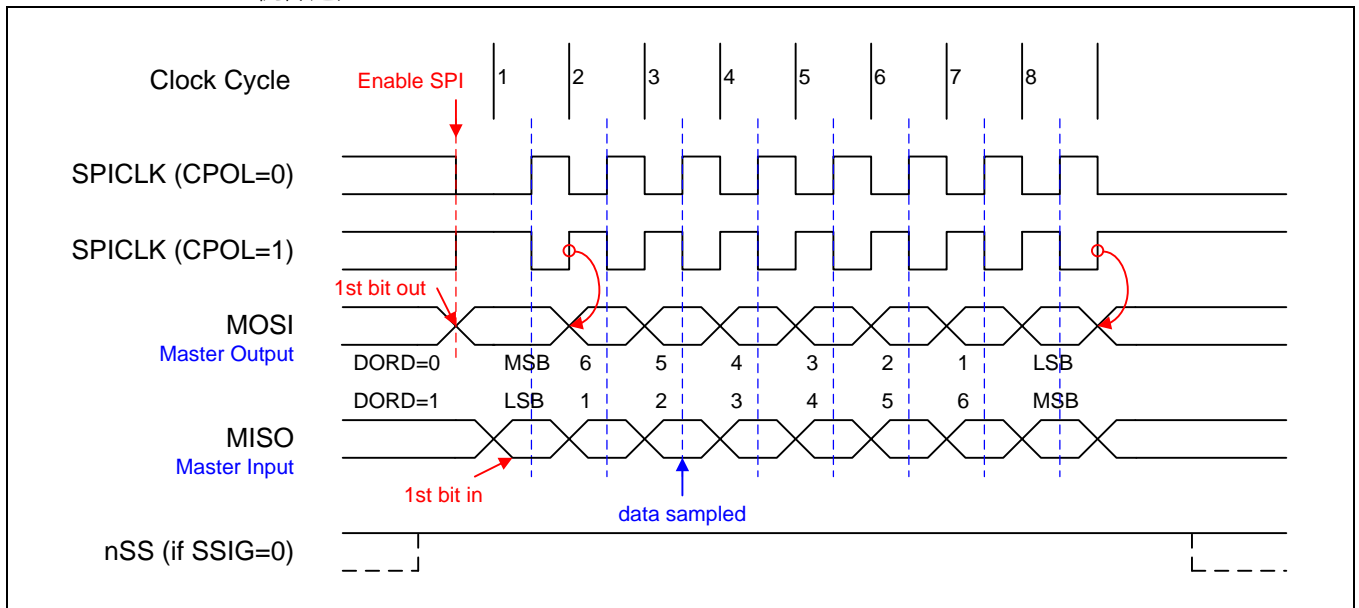 Clock Cycle
Enable SPI
1 2 3 4 5 6 7 8
SPICLK (CPOL=0)
SPICLK (CPOL=1)
1st bit out
MOSI
Master Output
DORD=0 MSB 6 5 4 3 2 1 LSB
DORD=1 LSB 1 2 3 4 5 6 MSB
MISO
Master Input
1st bit in
data sampled
nSS (if SSIG=0)